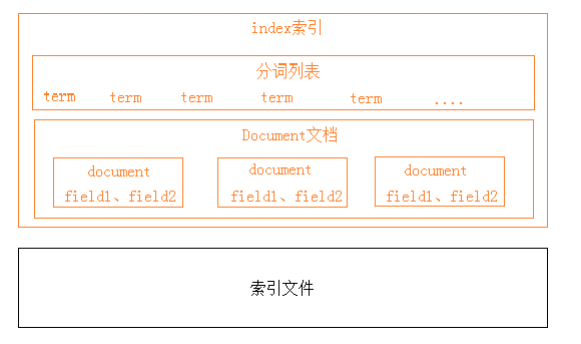 index索引
分词列表
term term term term term ....
Document文档
document document document
field1、field2 field1、field2 field1、field2
索引文件